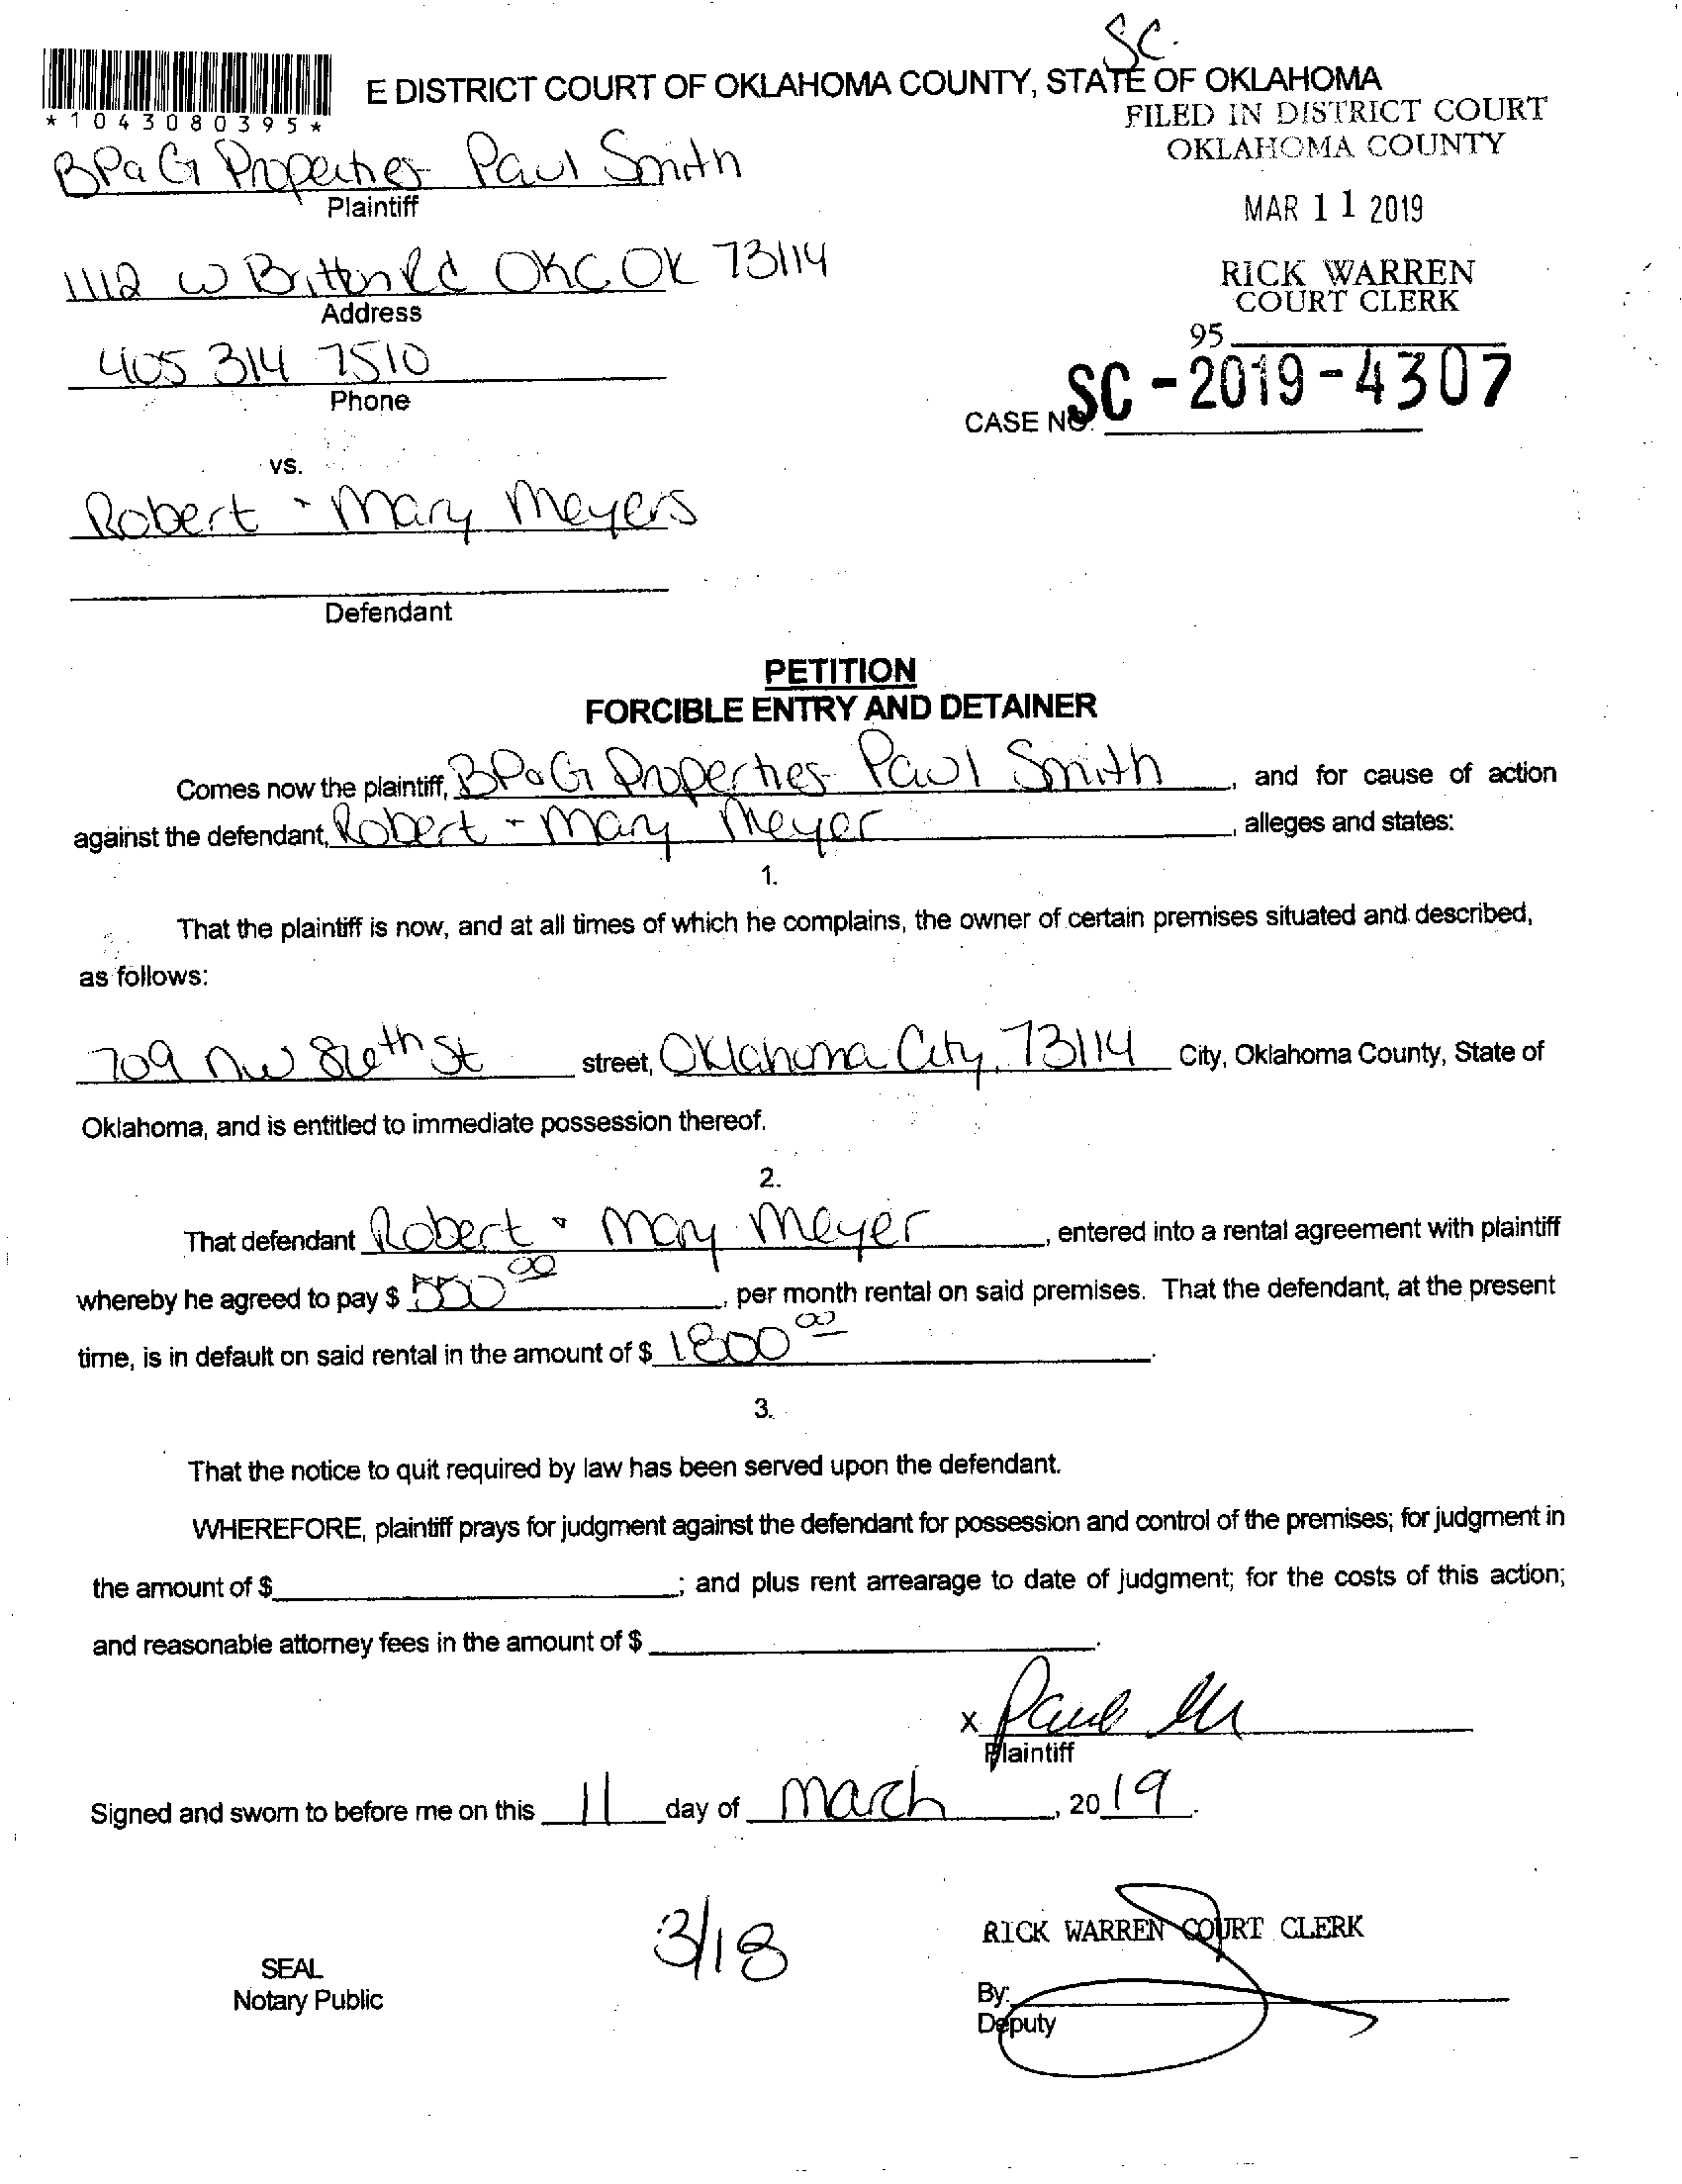 SC.
E DISTRICT COURT OF OKLAHOMA COUNTY, STATE OF OKLAHOMA
*1043080395*
FILED IN DISTRICT COURT
OKLAHOMA COUNTY
BPaG Properties Paul Smith
Plaintiff
MAR 11 2019
1112 W Britton Rd OKC OK 73114
Address
RICK WARREN
COURT CLERK
405 314 7510
Phone
95
CASE NO. SC-2019-4307
vs.
Robert - Mary Meyers
Defendant
PETITION
FORCIBLE ENTRY AND DETAINER
Comes now the plaintiff, BPaG Properties Paul Smith, and for cause of action
against the defendant, Robert - Mary Meyer, alleges and states:
1.
That the plaintiff is now, and at all times of which he complains, the owner of certain premises situated and described,
as follows:
709 NW 86th St street, Oklahoma City, 73114 City, Oklahoma County, State of
Oklahoma, and is entitled to immediate possession thereof.
2.
That defendant Robert - Mary Meyer, entered into a rental agreement with plaintiff
whereby he agreed to pay $ 550 00, per month rental on said premises. That the defendant, at the present
time, is in default on said rental in the amount of $ 1800 00.
3.
That the notice to quit required by law has been served upon the defendant.
WHEREFORE, plaintiff prays for judgment against the defendant for possession and control of the premises; for judgment in
the amount of $ ; and plus rent arrearage to date of judgment; for the costs of this action;
and reasonable attorney fees in the amount of $ .
X Paul
Plaintiff
Signed and sworn to before me on this 11 day of March, 2019.
3/18
RICK WARREN COURT CLERK
SEAL
Notary Public
By:
Deputy